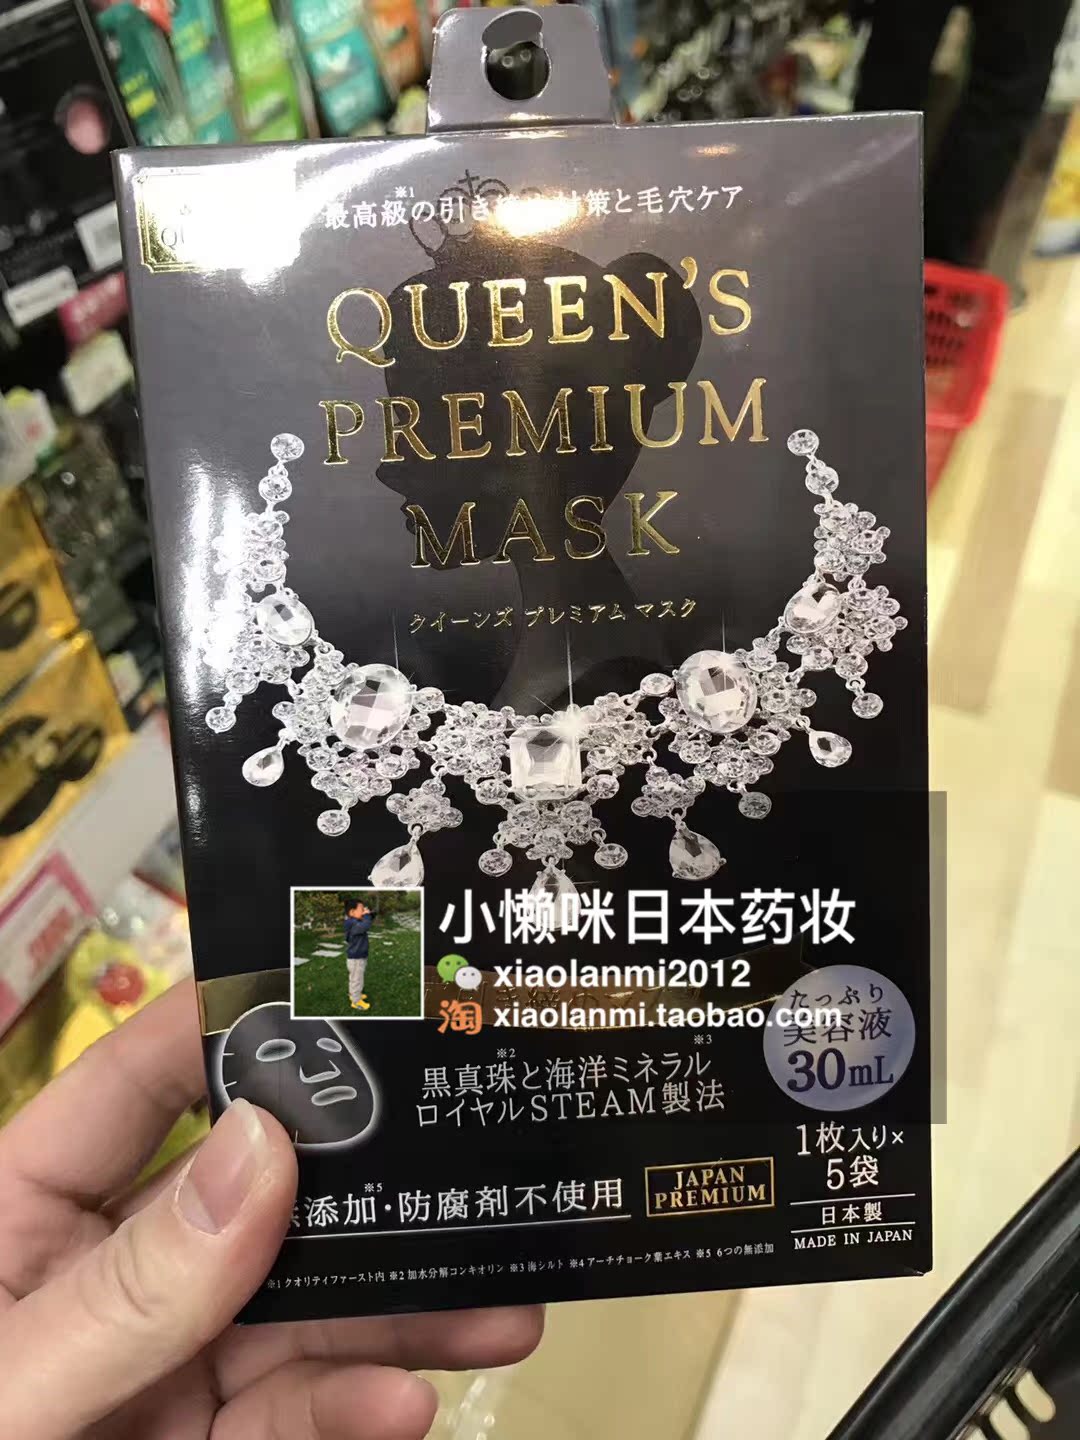 ※1
最高級の引き締め対策と毛穴ケア
QUEEN'S
PREMIUM
MASK
クイーンズ プレミアム マスク
小懒咪日本药妆
xiaolanmi2012
淘 xiaolanmi.taobao.com
たっぷり
美容液
30mL
※2 ※3
黒真珠と海洋ミネラル
ロイヤルSTEAM製法
1枚入り×
5袋
日本製
MADE IN JAPAN
※5
添加・防腐剤不使用
JAPAN
PREMIUM
※1 クオリティファースト内 ※2 加水分解コンキオリン ※3 海シルト ※4 アーチチョーク葉エキス ※5 6つの無添加